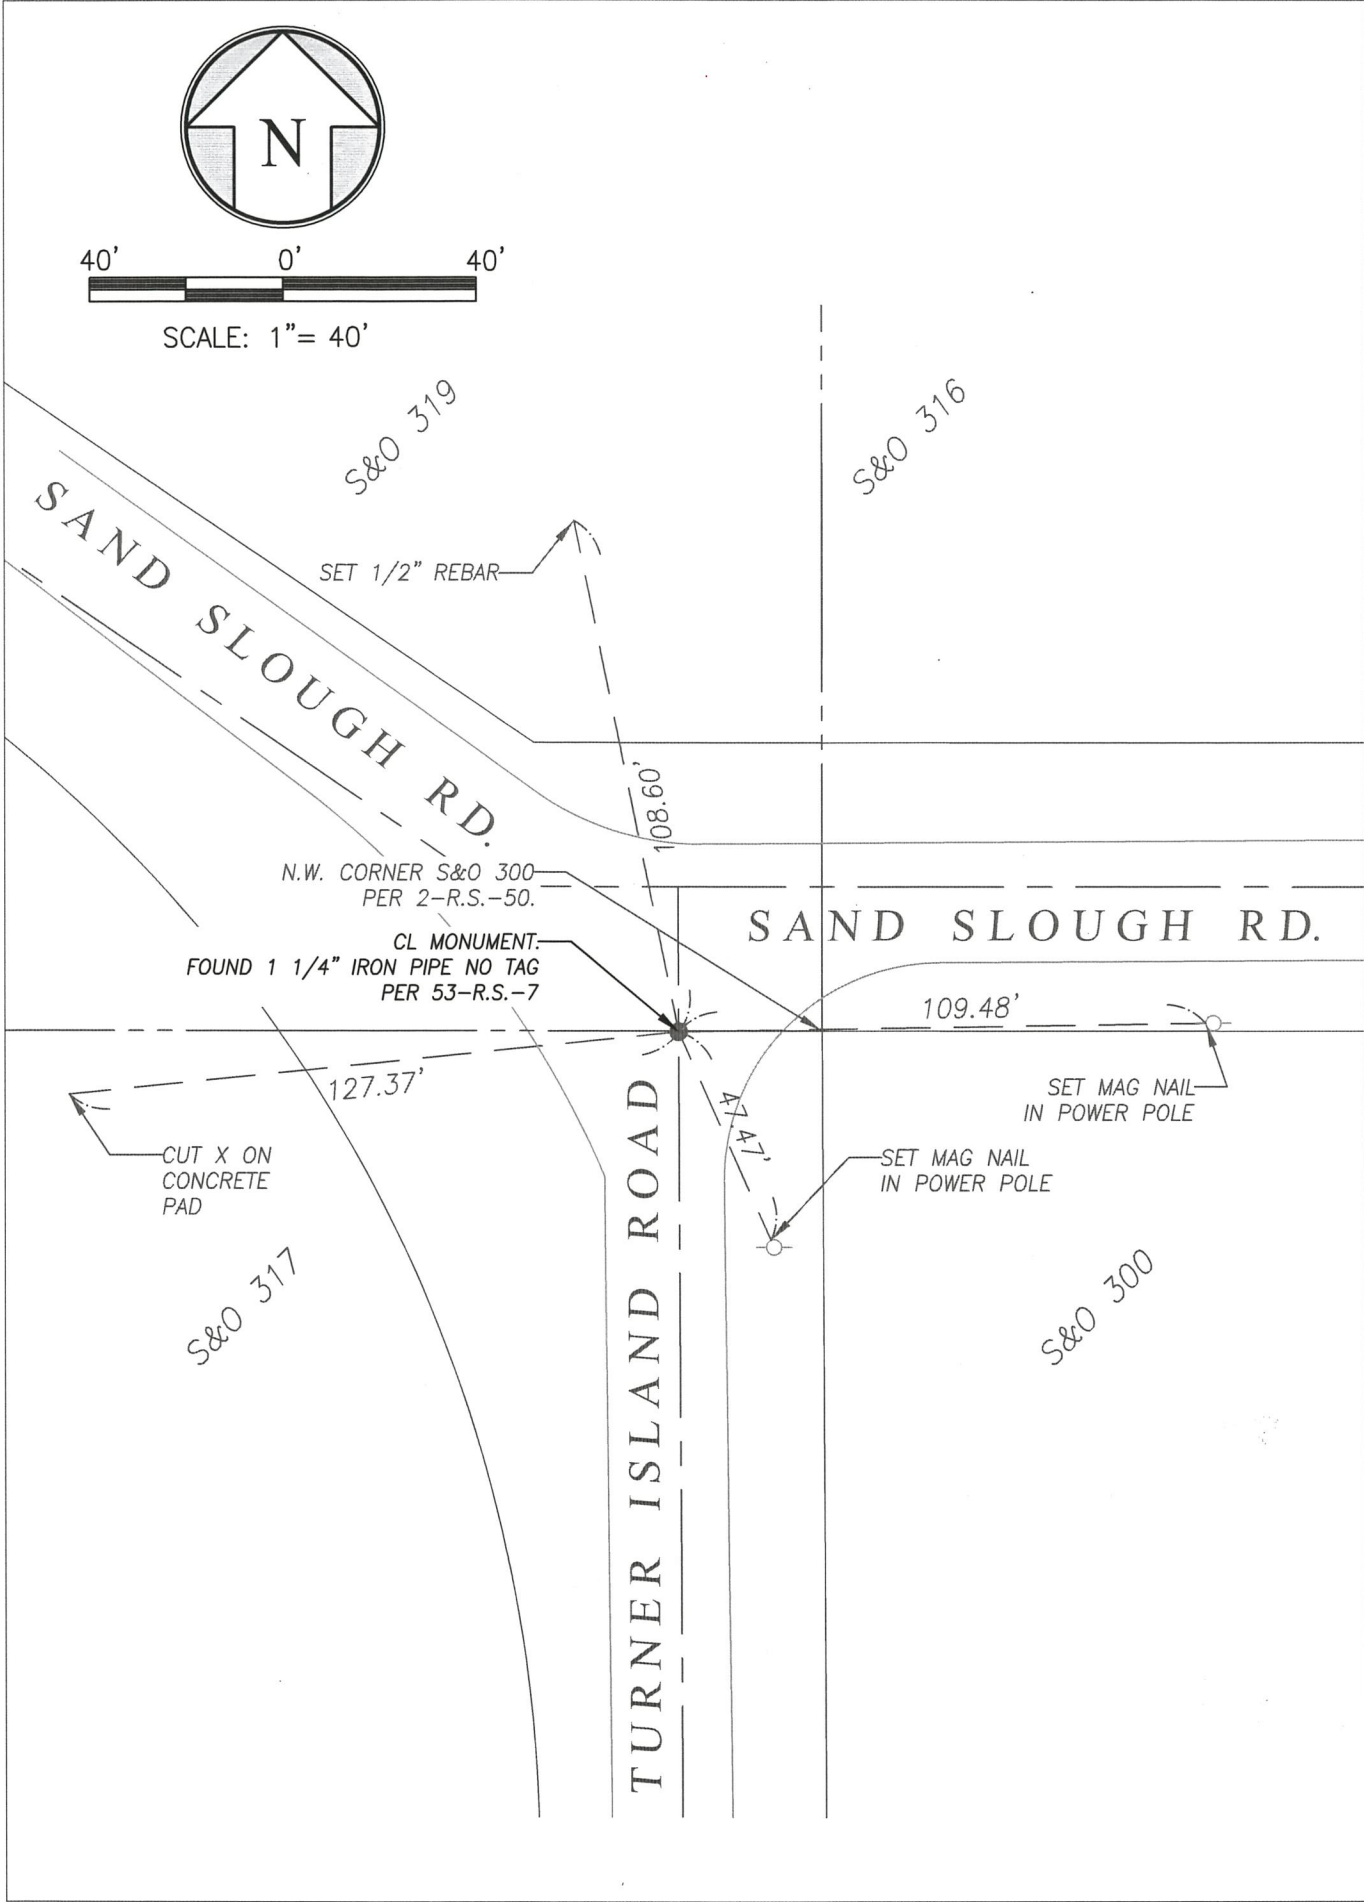 N
40' 0' 40'
SCALE: 1"= 40'
S&O 319
S&O 316
SAND SLOUGH RD.
SET 1/2" REBAR
108.60'
N.W. CORNER S&O 300
PER 2-R.S.-50.
SAND SLOUGH RD.
CL MONUMENT.
FOUND 1 1/4" IRON PIPE NO TAG
PER 53-R.S.-7
109.48'
127.37'
47.47'
SET MAG NAIL
IN POWER POLE
CUT X ON
CONCRETE
PAD
SET MAG NAIL
IN POWER POLE
TURNER ISLAND ROAD
S&O 317
S&O 300